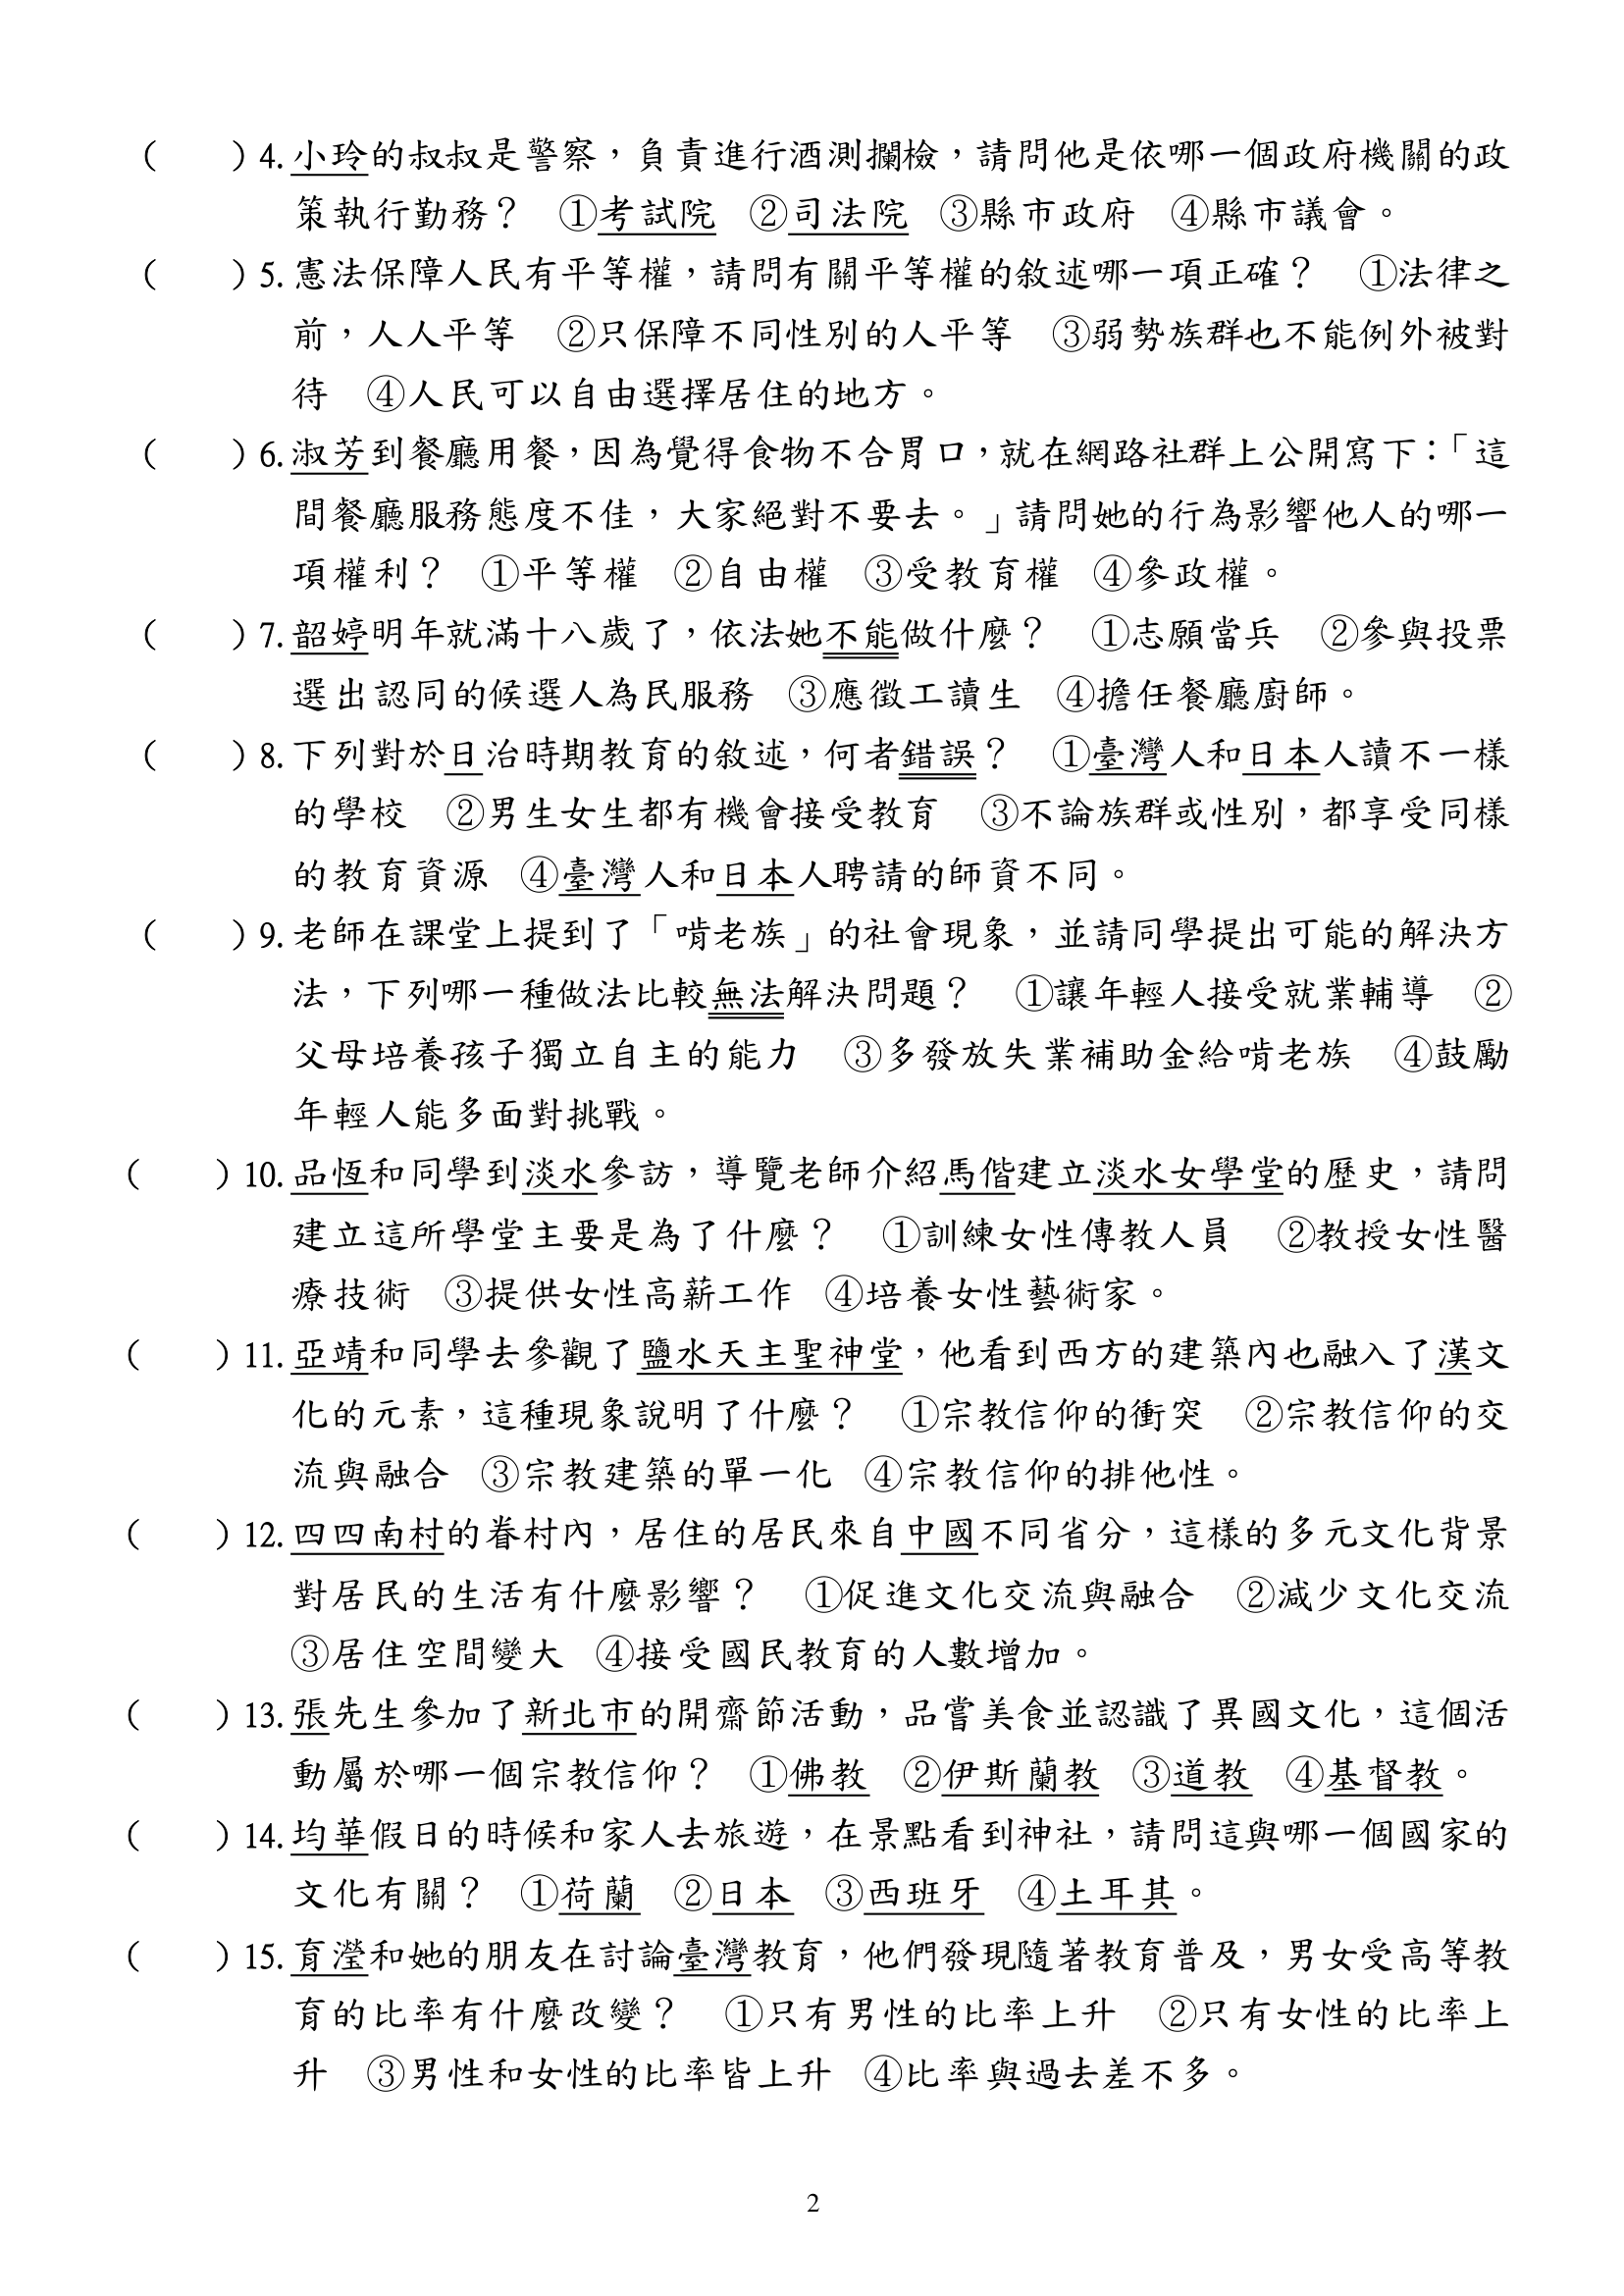 （　　）4. 小玲的叔叔是警察，負責進行酒測攔檢，請問他是依哪一個政府機關的政
策執行勤務？　①考試院　②司法院　③縣市政府　④縣市議會。
（　　）5. 憲法保障人民有平等權，請問有關平等權的敘述哪一項正確？　①法律之
前，人人平等　②只保障不同性別的人平等　③弱勢族群也不能例外被對
待　④人民可以自由選擇居住的地方。
（　　）6. 淑芳到餐廳用餐，因為覺得食物不合胃口，就在網路社群上公開寫下：「這
間餐廳服務態度不佳，大家絕對不要去。」請問她的行為影響他人的哪一
項權利？　①平等權　②自由權　③受教育權　④參政權。
（　　）7. 韶婷明年就滿十八歲了，依法她不能做什麼？　①志願當兵　②參與投票
選出認同的候選人為民服務　③應徵工讀生　④擔任餐廳廚師。
（　　）8. 下列對於日治時期教育的敘述，何者錯誤？　①臺灣人和日本人讀不一樣
的學校　②男生女生都有機會接受教育　③不論族群或性別，都享受同樣
的教育資源　④臺灣人和日本人聘請的師資不同。
（　　）9. 老師在課堂上提到了「啃老族」的社會現象，並請同學提出可能的解決方
法，下列哪一種做法比較無法解決問題？　①讓年輕人接受就業輔導　②
父母培養孩子獨立自主的能力　③多發放失業補助金給啃老族　④鼓勵
年輕人能多面對挑戰。
（　　）10. 品恆和同學到淡水參訪，導覽老師介紹馬偕建立淡水女學堂的歷史，請問
建立這所學堂主要是為了什麼？　①訓練女性傳教人員　②教授女性醫
療技術　③提供女性高薪工作　④培養女性藝術家。
（　　）11. 亞靖和同學去參觀了鹽水天主聖神堂，他看到西方的建築內也融入了漢文
化的元素，這種現象說明了什麼？　①宗教信仰的衝突　②宗教信仰的交
流與融合　③宗教建築的單一化　④宗教信仰的排他性。
（　　）12. 四四南村的眷村內，居住的居民來自中國不同省分，這樣的多元文化背景
對居民的生活有什麼影響？　①促進文化交流與融合　②減少文化交流
③居住空間變大　④接受國民教育的人數增加。
（　　）13. 張先生參加了新北市的開齋節活動，品嘗美食並認識了異國文化，這個活
動屬於哪一個宗教信仰？　①佛教　②伊斯蘭教　③道教　④基督教。
（　　）14. 均華假日的時候和家人去旅遊，在景點看到神社，請問這與哪一個國家的
文化有關？　①荷蘭　②日本　③西班牙　④土耳其。
（　　）15. 育瀅和她的朋友在討論臺灣教育，他們發現隨著教育普及，男女受高等教
育的比率有什麼改變？　①只有男性的比率上升　②只有女性的比率上
升　③男性和女性的比率皆上升　④比率與過去差不多。
2